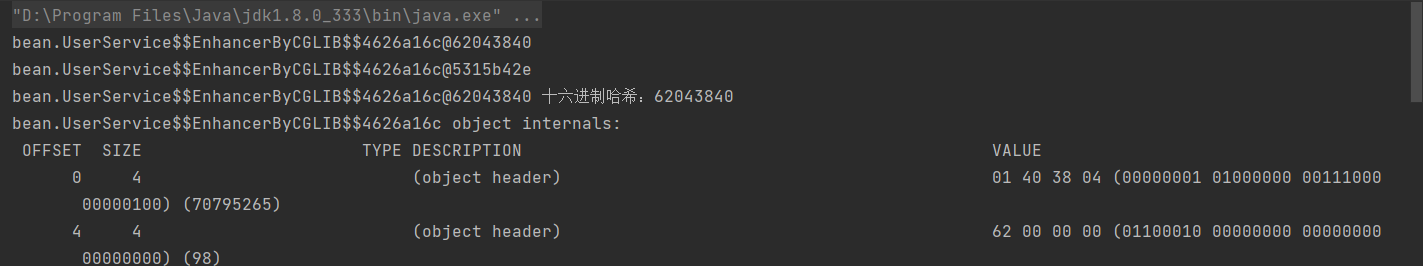 "D:\Program Files\Java\jdk1.8.0_333\bin\java.exe" ...
bean.UserService$$EnhancerByCGLIB$$4626a16c@62043840
bean.UserService$$EnhancerByCGLIB$$4626a16c@5315b42e
bean.UserService$$EnhancerByCGLIB$$4626a16c@62043840 十六进制哈希：62043840
bean.UserService$$EnhancerByCGLIB$$4626a16c object internals:
OFFSET SIZE TYPE DESCRIPTION VALUE
0 4 (object header) 01 40 38 04 (00000001 01000000 00111000
00000100) (70795265)
4 4 (object header) 62 00 00 00 (01100010 00000000 00000000
00000000) (98)